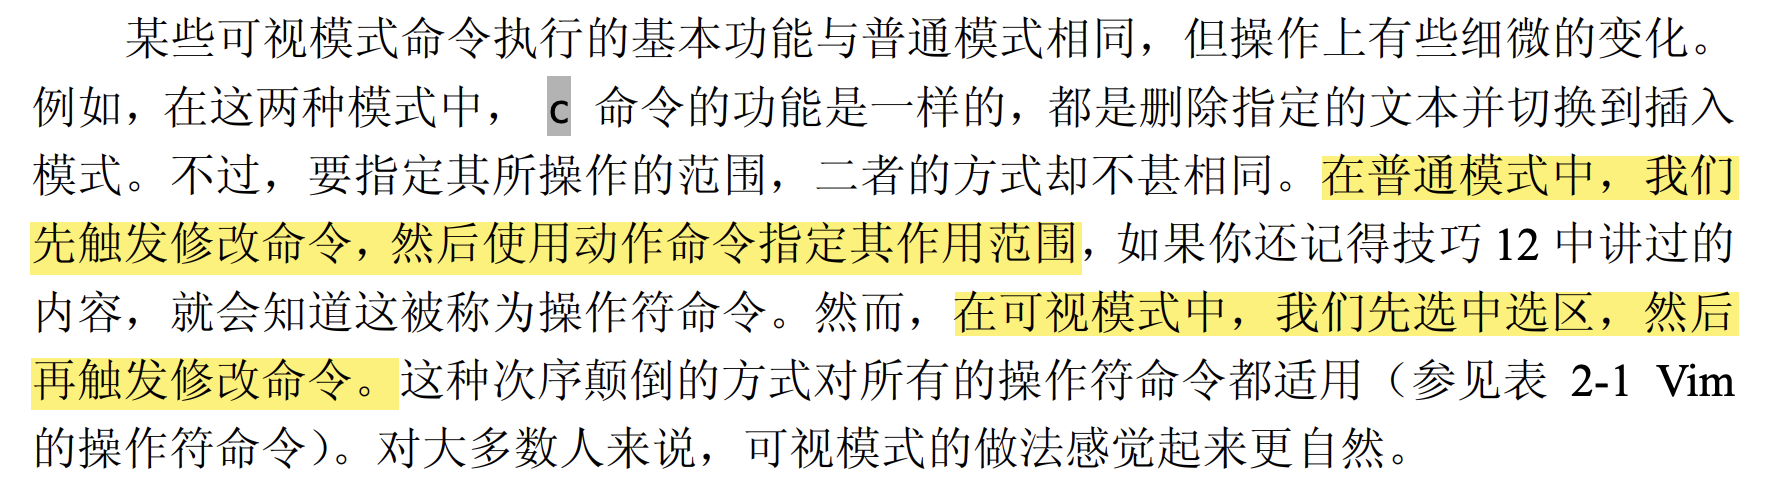 某些可视模式命令执行的基本功能与普通模式相同，但操作上有些细微的变化。
例如，在这两种模式中， c 命令的功能是一样的，都是删除指定的文本并切换到插入
模式。不过，要指定其所操作的范围，二者的方式却不甚相同。在普通模式中，我们
先触发修改命令，然后使用动作命令指定其作用范围，如果你还记得技巧 12 中讲过的
内容，就会知道这被称为操作符命令。然而，在可视模式中，我们先选中选区，然后
再触发修改命令。这种次序颠倒的方式对所有的操作符命令都适用（参见表 2-1 Vim
的操作符命令）。对大多数人来说，可视模式的做法感觉起来更自然。